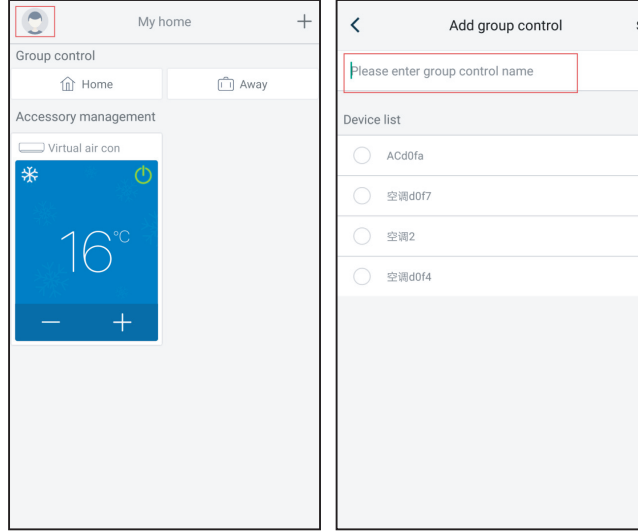 My home
+
Group control
Home
Away
Accessory management
Virtual air con
16°C
— +
Add group control
Please enter group control name
Device list
ACd0fa
空调d0f7
空调2
空调d0f4